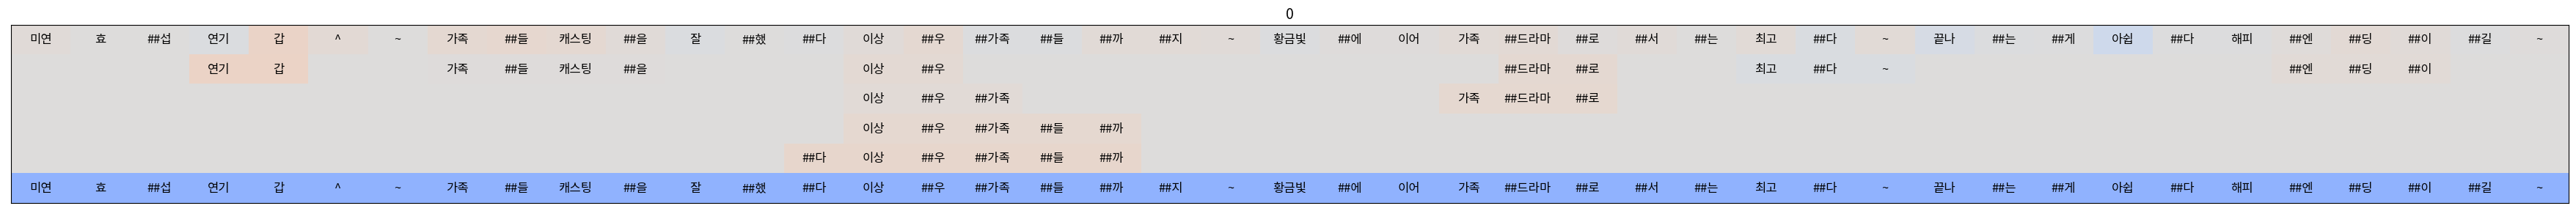 0
미연 효 ##섭 연기 갑 ^ ~ 가족 ##들 캐스팅 ##을 잘 ##했 ##다 이상 ##우 ##가족 ##들 ##까 ##지 ~ 황금빛 ##에 이어 가족 ##드라마 ##로 ##서 ##는 최고 ##다 ~ 끝나 ##는 ##게 아쉽 ##다 해피 ##엔 ##딩 ##이 ##길 ~
연기 갑 가족 ##들 캐스팅 ##을 이상 ##우 ##드라마 ##로 최고 ##다 ~ ##엔 ##딩 ##이
이상 ##우 ##가족 가족 ##드라마 ##로
이상 ##우 ##가족 ##들 ##까
##다 이상 ##우 ##가족 ##들 ##까
미연 효 ##섭 연기 갑 ^ ~ 가족 ##들 캐스팅 ##을 잘 ##했 ##다 이상 ##우 ##가족 ##들 ##까 ##지 ~ 황금빛 ##에 이어 가족 ##드라마 ##로 ##서 ##는 최고 ##다 ~ 끝나 ##는 ##게 아쉽 ##다 해피 ##엔 ##딩 ##이 ##길 ~